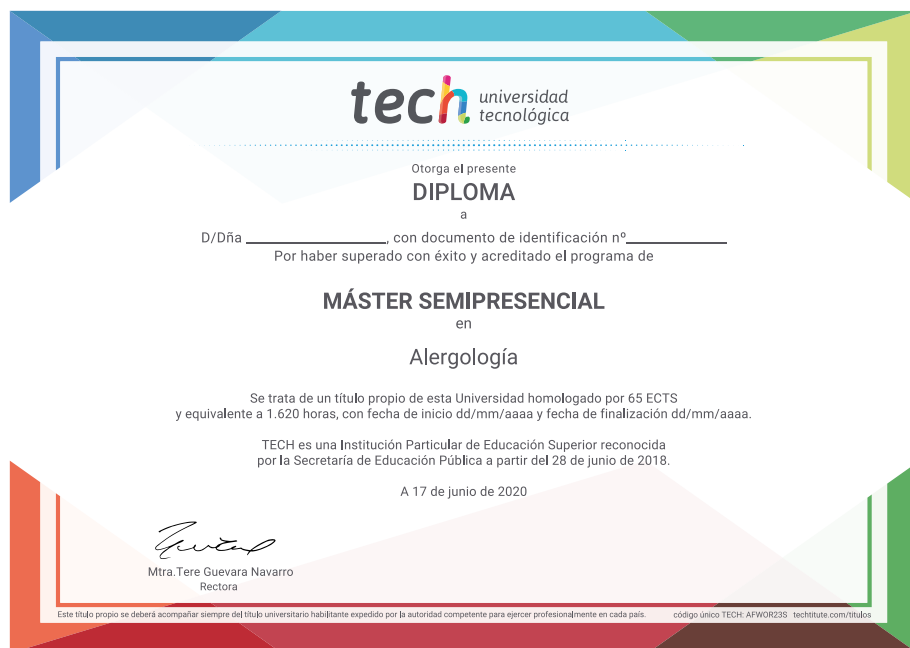 tech universidad
tecnológica
Otorga el presente
DIPLOMA
a
D/Dña ____________, con documento de identificación nº____________
Por haber superado con éxito y acreditado el programa de
MÁSTER SEMIPRESENCIAL
en
Alergología
Se trata de un título propio de esta Universidad homologado por 65 ECTS
y equivalente a 1.620 horas, con fecha de inicio dd/mm/aaaa y fecha de finalización dd/mm/aaaa.
TECH es una Institución Particular de Educación Superior reconocida
por la Secretaría de Educación Pública a partir del 28 de junio de 2018.
A 17 de junio de 2020
Mtra.Tere Guevara Navarro
Rectora
Este título propio se deberá acompañar siempre del título universitario habilitante expedido por la autoridad competente para ejercer profesionalmente en cada país. código único TECH: AFWOR23S techtitute.com/titulos